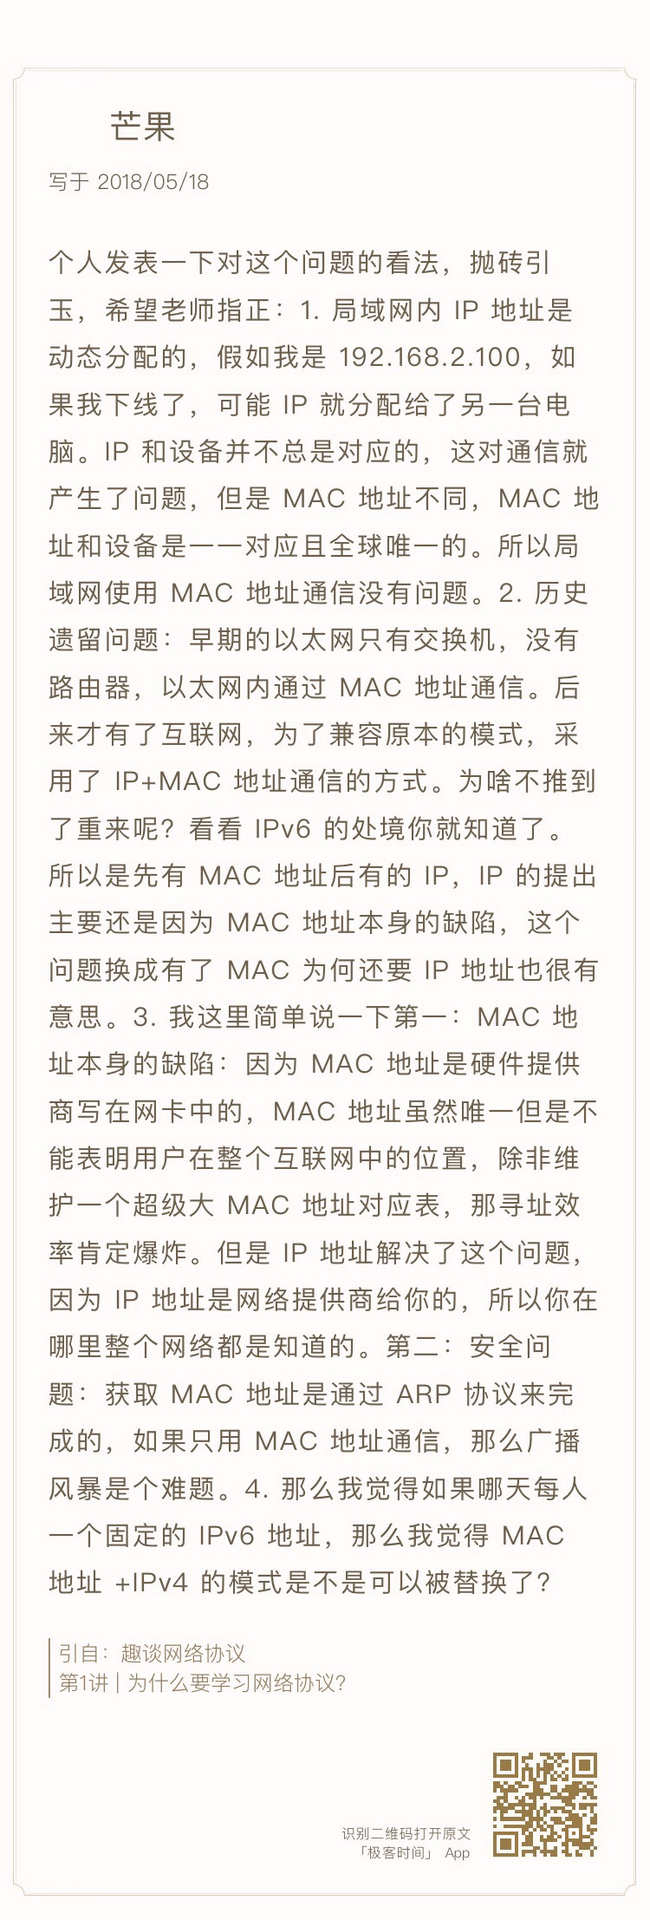 芒果
写于 2018/05/18
个人发表一下对这个问题的看法，抛砖引
玉，希望老师指正：1. 局域网内 IP 地址是
动态分配的，假如我是 192.168.2.100，如
果我下线了，可能 IP 就分配给了另一台电
脑。IP 和设备并不总是对应的，这对通信就
产生了问题，但是 MAC 地址不同，MAC 地
址和设备是一一对应且全球唯一的。所以局
域网使用 MAC 地址通信没有问题。2. 历史
遗留问题：早期的以太网只有交换机，没有
路由器，以太网内通过 MAC 地址通信。后
来才有了互联网，为了兼容原本的模式，采
用了 IP+MAC 地址通信的方式。为啥不推到
了重来呢？看看 IPv6 的处境你就知道了。
所以是先有 MAC 地址后有的 IP，IP 的提出
主要还是因为 MAC 地址本身的缺陷，这个
问题换成有了 MAC 为何还要 IP 地址也很有
意思。3. 我这里简单说一下第一：MAC 地
址本身的缺陷：因为 MAC 地址是硬件提供
商写在网卡中的，MAC 地址虽然唯一但是不
能表明用户在整个互联网中的位置，除非维
护一个超级大 MAC 地址对应表，那寻址效
率肯定爆炸。但是 IP 地址解决了这个问题，
因为 IP 地址是网络提供商给你的，所以你在
哪里整个网络都是知道的。第二：安全问
题：获取 MAC 地址是通过 ARP 协议来完
成的，如果只用 MAC 地址通信，那么广播
风暴是个难题。4. 那么我觉得如果哪天每人
一个固定的 IPv6 地址，那么我觉得 MAC
地址 +IPv4 的模式是不是可以被替换了？
引自：趣谈网络协议
第1讲 | 为什么要学习网络协议？
识别二维码打开原文
「极客时间」 App